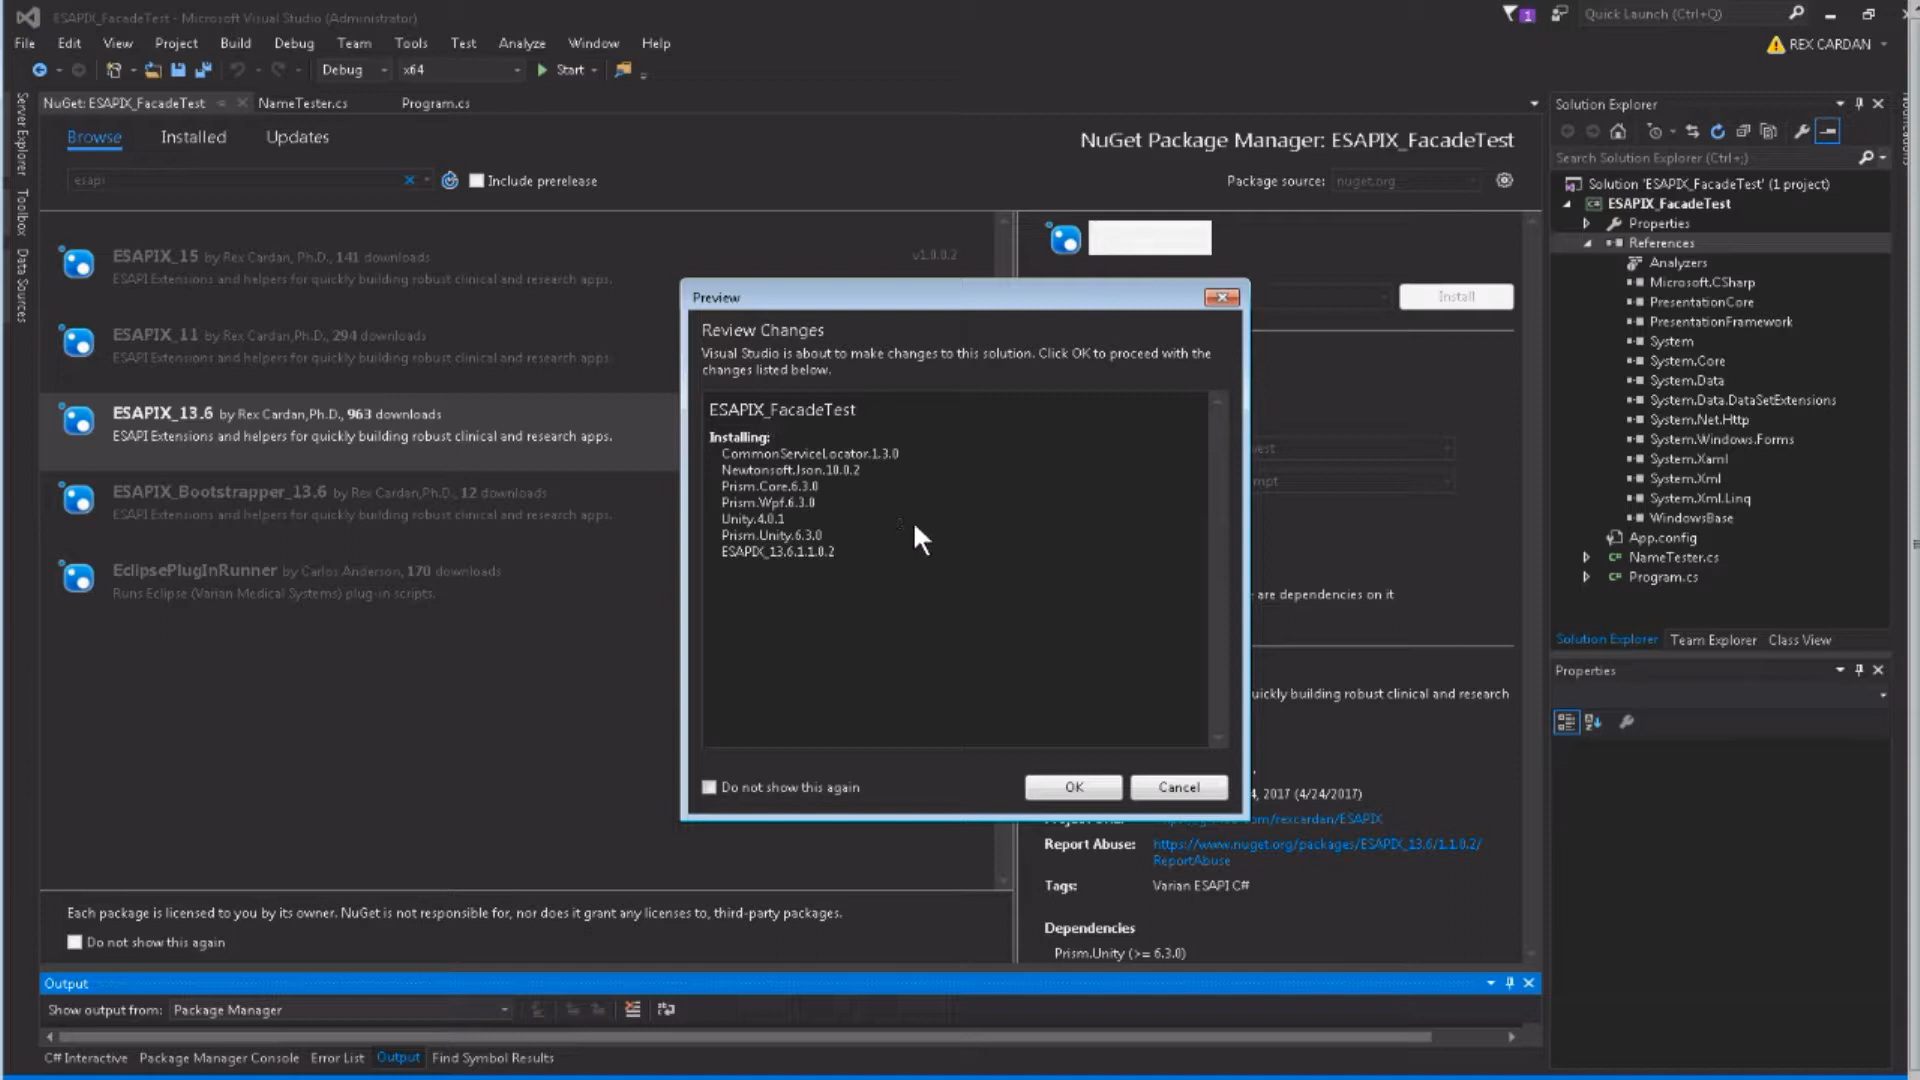 ESAPIX_FacadeTest - Microsoft Visual Studio (Administrator)
1
Quick Launch (Ctrl+Q)
File Edit View Project Build Debug Team Tools Test Analyze Window Help
REX CARDAN
Debug x64 Start
Server Explorer
Toolbox
Data Sources
NuGet: ESAPIX_FacadeTest NameTester.cs Program.cs
Browse Installed Updates
NuGet Package Manager: ESAPIX_FacadeTest
esapi
Include prerelease
Package source: nuget.org
ESAPIX_15 by Rex Cardan, Ph.D., 141 downloads
v1.0.0.2
ESAPI Extensions and helpers for quickly building robust clinical and research apps.
ESAPIX_11 by Rex Cardan,Ph.D., 294 downloads
ESAPI Extensions and helpers for quickly building robust clinical and research apps.
ESAPIX_13.6 by Rex Cardan,Ph.D., 963 downloads
ESAPI Extensions and helpers for quickly building robust clinical and research apps.
ESAPIX_Bootstrapper_13.6 by Rex Cardan,Ph.D., 12 downloads
ESAPI Extensions and helpers for quickly building robust clinical and research apps.
EclipsePlugInRunner by Carlos Anderson, 170 downloads
Runs Eclipse (Varian Medical Systems) plug-in scripts.
Each package is licensed to you by its owner. NuGet is not responsible for, nor does it grant any licenses to, third-party packages.
Do not show this again
Preview
Review Changes
Visual Studio is about to make changes to this solution. Click OK to proceed with the
changes listed below.
ESAPIX_FacadeTest
Installing:
CommonServiceLocator.1.3.0
Newtonsoft.Json.10.0.2
Prism.Core.6.3.0
Prism.Wpf.6.3.0
Unity.4.0.1
Prism.Unity.6.3.0
ESAPIX_13.6.1.1.0.2
Do not show this again
OK Cancel
Install
are dependencies on it
uickly building robust clinical and research
, 2017 (4/24/2017)
om/rexcardan/ESAPIX
Report Abuse: https://www.nuget.org/packages/ESAPIX_13.6/1.1.0.2/
ReportAbuse
Tags: Varian ESAPI C#
Dependencies
Prism.Unity (>= 6.3.0)
Solution Explorer
Search Solution Explorer (Ctrl+;)
Solution 'ESAPIX_FacadeTest' (1 project)
ESAPIX_FacadeTest
Properties
References
Analyzers
Microsoft.CSharp
PresentationCore
PresentationFramework
System
System.Core
System.Data
System.Data.DataSetExtensions
System.Net.Http
System.Windows.Forms
System.Xaml
System.Xml
System.Xml.Linq
WindowsBase
App.config
NameTester.cs
Program.cs
Solution Explorer Team Explorer Class View
Properties
Output
Show output from: Package Manager
C# Interactive Package Manager Console Error List Output Find Symbol Results